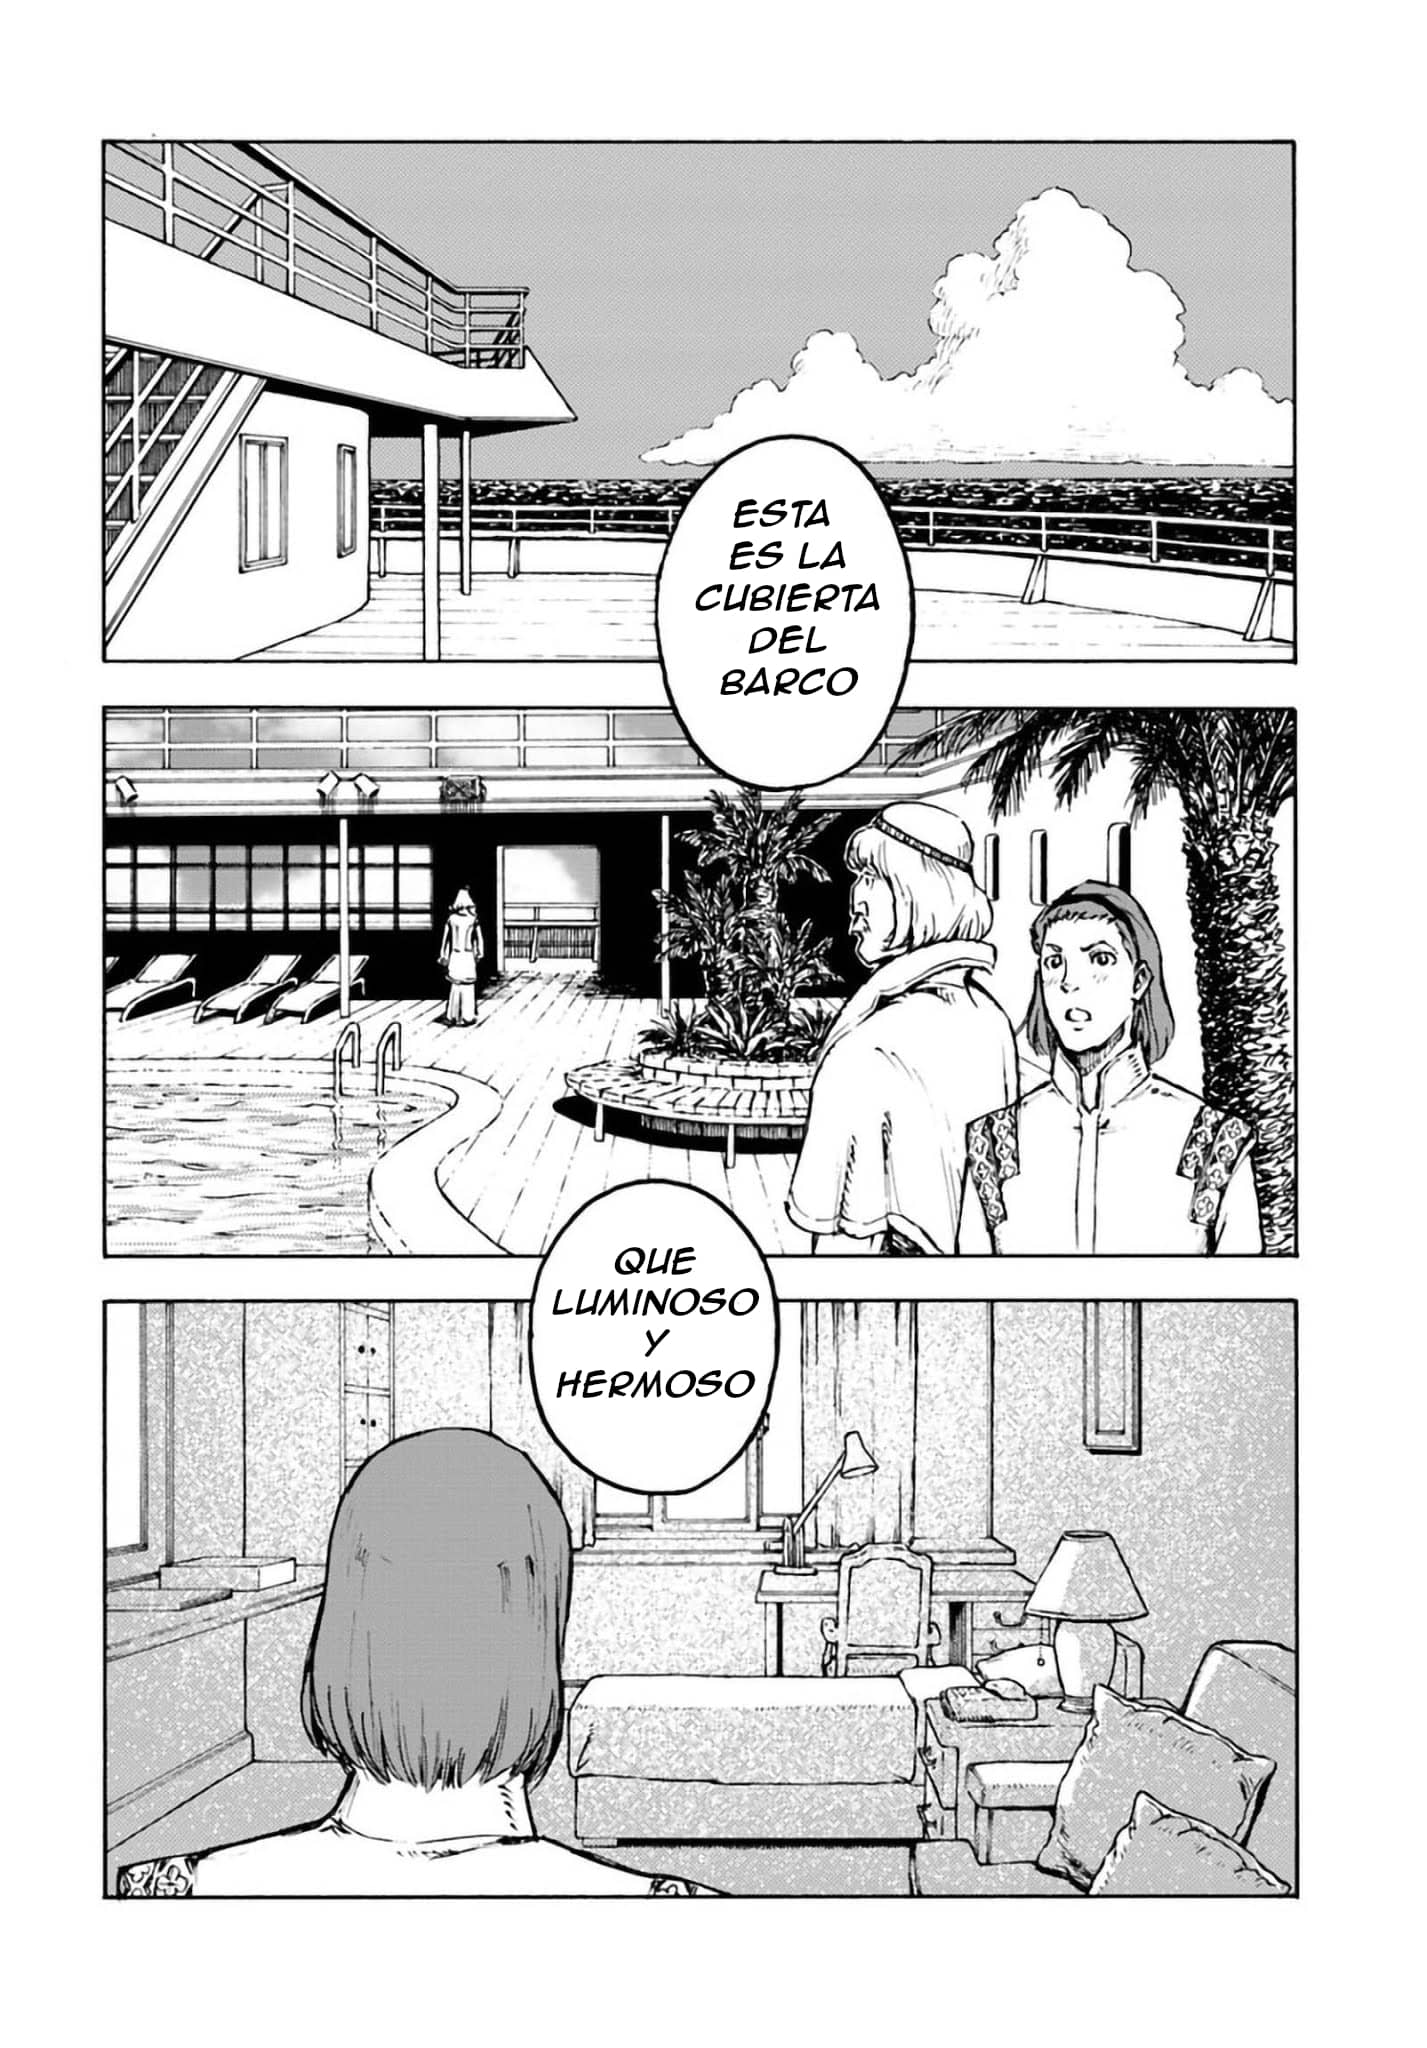 ESTA
ES LA
CUBIERTA
DEL
BARCO
QUE
LUMINOSO
Y
HERMOSO